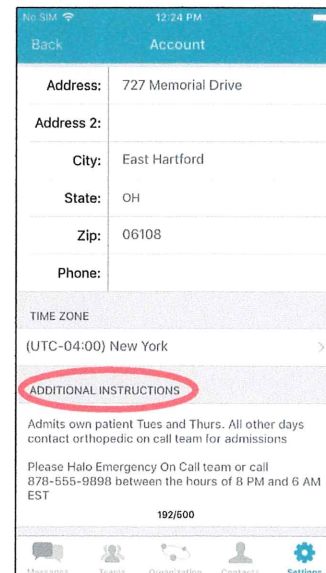 No SIM 12:24 PM
Back Account
Address: 727 Memorial Drive
Address 2:
City: East Hartford
State: OH
Zip: 06108
Phone:
TIME ZONE
(UTC-04:00) New York
ADDITIONAL INSTRUCTIONS
Admits own patient Tues and Thurs. All other days
contact orthopedic on call team for admissions
Please Halo Emergency On Call team or call
878-555-9898 between the hours of 8 PM and 6 AM
EST
192/500
Messages Teams Organization Contacts Settings